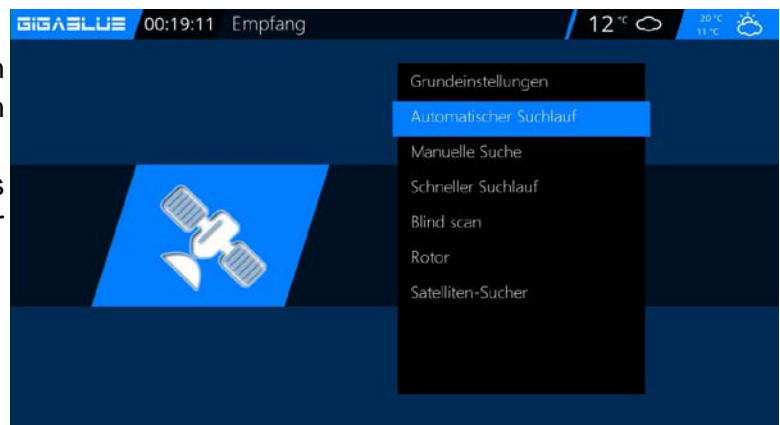 GIGABLUE 00:19:11 Empfang 12 °C 20 °C
11 °C
Grundeinstellungen
Automatischer Suchlauf
Manuelle Suche
Schneller Suchlauf
Blind scan
Rotor
Satelliten-Sucher